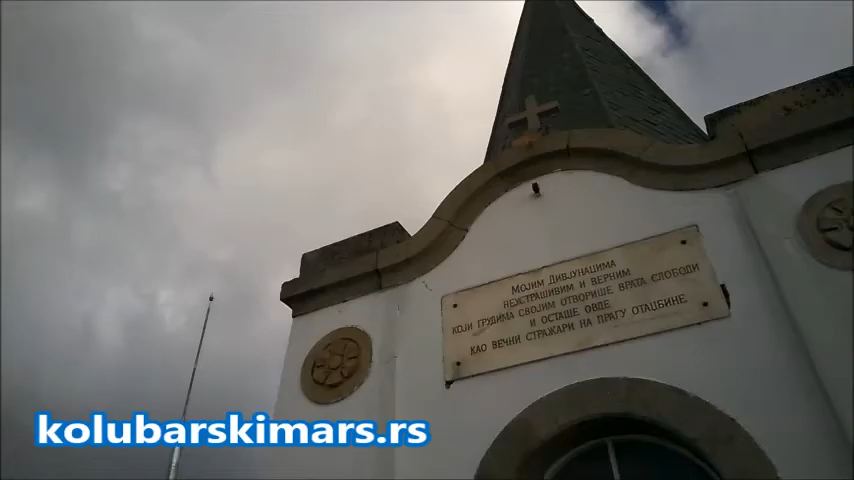 Мојим дивјунацима
неустрашивим и верним
који грудима својим отворише врата слободи
и осташе овде
као вечни стражари на прагу отаџбине.
kolubarskimars.rs